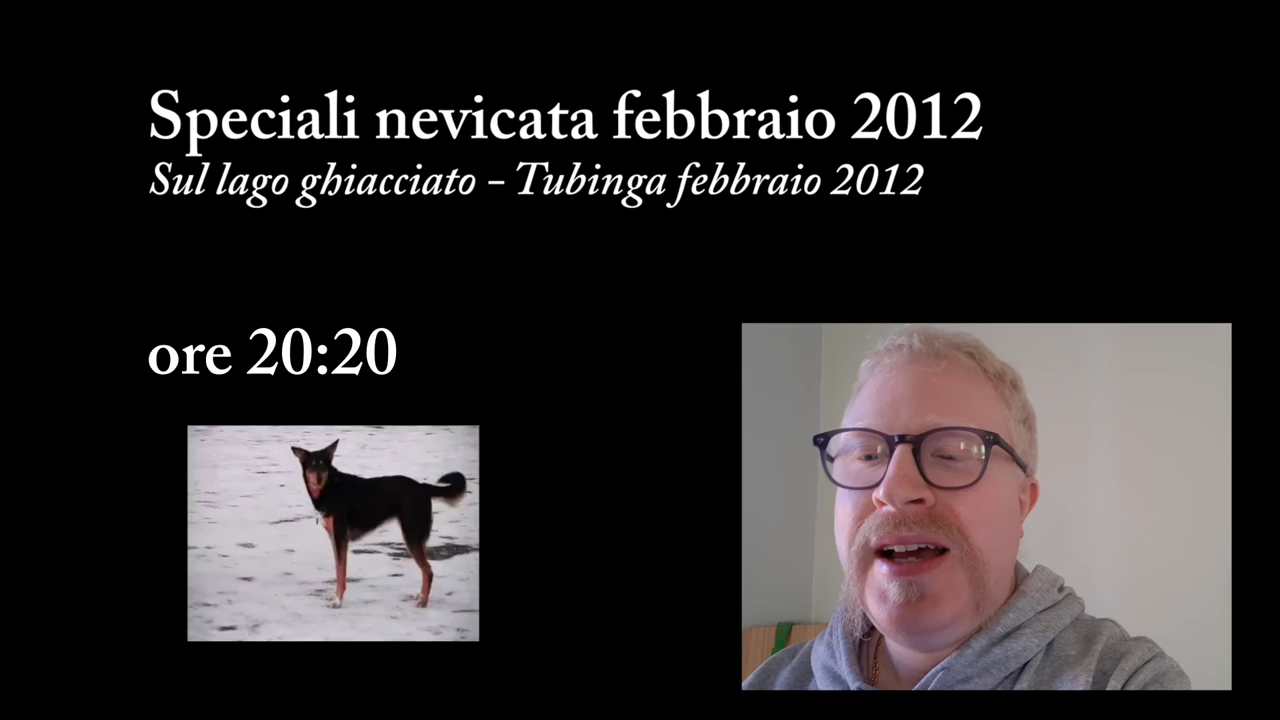 Speciali nevicata febbraio 2012
Sul lago ghiacciato - Tubinga febbraio 2012
ore 20:20